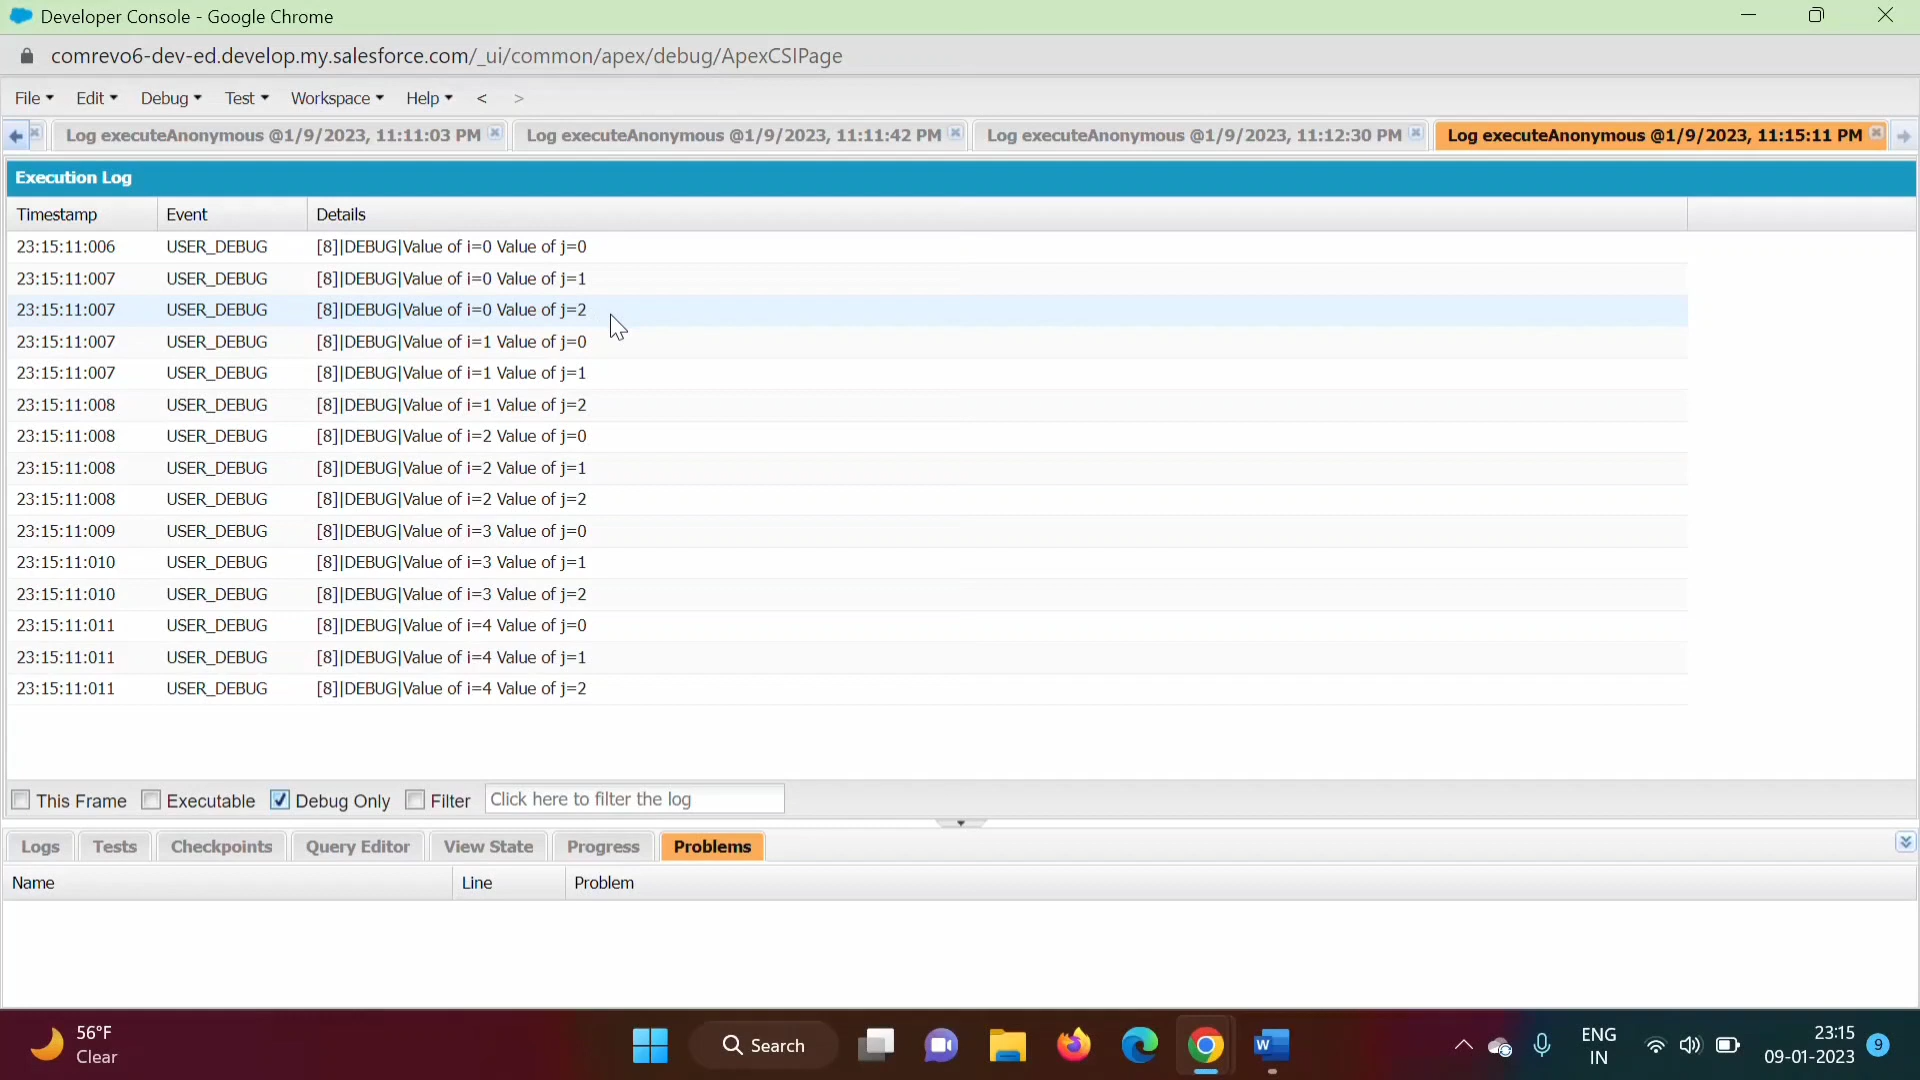 Developer Console - Google Chrome
comrevo6-dev-ed.develop.my.salesforce.com/_ui/common/apex/debug/ApexCSIPage
File Edit Debug Test Workspace Help < >
Log executeAnonymous @1/9/2023, 11:11:03 PM Log executeAnonymous @1/9/2023, 11:11:42 PM Log executeAnonymous @1/9/2023, 11:12:30 PM Log executeAnonymous @1/9/2023, 11:15:11 PM
Execution Log
Timestamp Event Details
23:15:11:006 USER_DEBUG [8]|DEBUG|Value of i=0 Value of j=0
23:15:11:007 USER_DEBUG [8]|DEBUG|Value of i=0 Value of j=1
23:15:11:007 USER_DEBUG [8]|DEBUG|Value of i=0 Value of j=2
23:15:11:007 USER_DEBUG [8]|DEBUG|Value of i=1 Value of j=0
23:15:11:007 USER_DEBUG [8]|DEBUG|Value of i=1 Value of j=1
23:15:11:008 USER_DEBUG [8]|DEBUG|Value of i=1 Value of j=2
23:15:11:008 USER_DEBUG [8]|DEBUG|Value of i=2 Value of j=0
23:15:11:008 USER_DEBUG [8]|DEBUG|Value of i=2 Value of j=1
23:15:11:008 USER_DEBUG [8]|DEBUG|Value of i=2 Value of j=2
23:15:11:009 USER_DEBUG [8]|DEBUG|Value of i=3 Value of j=0
23:15:11:010 USER_DEBUG [8]|DEBUG|Value of i=3 Value of j=1
23:15:11:010 USER_DEBUG [8]|DEBUG|Value of i=3 Value of j=2
23:15:11:011 USER_DEBUG [8]|DEBUG|Value of i=4 Value of j=0
23:15:11:011 USER_DEBUG [8]|DEBUG|Value of i=4 Value of j=1
23:15:11:011 USER_DEBUG [8]|DEBUG|Value of i=4 Value of j=2
This Frame Executable Debug Only Filter Click here to filter the log
Logs Tests Checkpoints Query Editor View State Progress Problems
Name Line Problem
56°F
Clear
Search
W
ENG
IN
23:15
09-01-2023
9